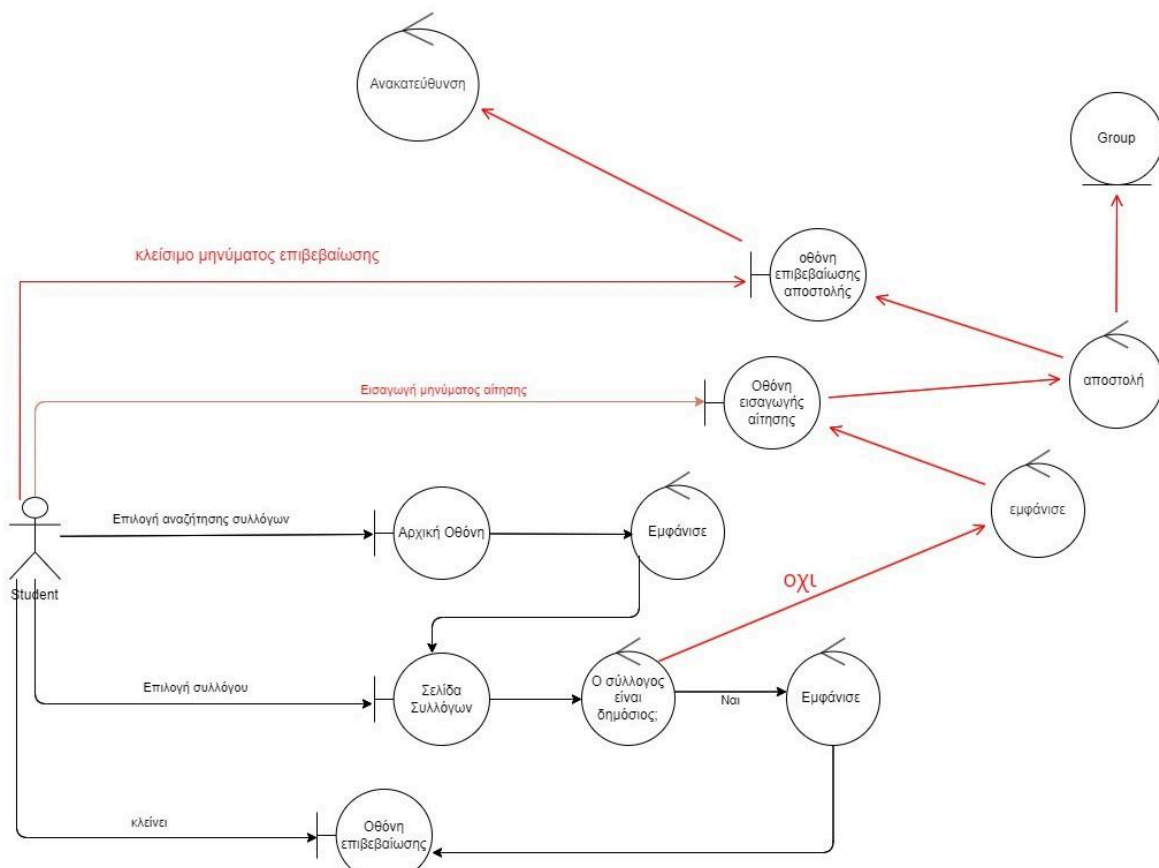 Ανακατεύθυνση
Group
κλείσιμο μηνύματος επιβεβαίωσης
οθόνη
επιβεβαίωσης
αποστολής
Εισαγωγή μηνύματος αίτησης
Οθόνη
εισαγωγής
αίτησης
αποστολή
εμφάνισε
Επιλογή αναζήτησης συλλόγων
Αρχική Οθόνη
Εμφάνισε
Student
οχι
Επιλογή συλλόγου
Σελίδα
Συλλόγων
Ο σύλλογος
είναι
δημόσιος;
Ναι
Εμφάνισε
κλείνει
Οθόνη
επιβεβαίωσης